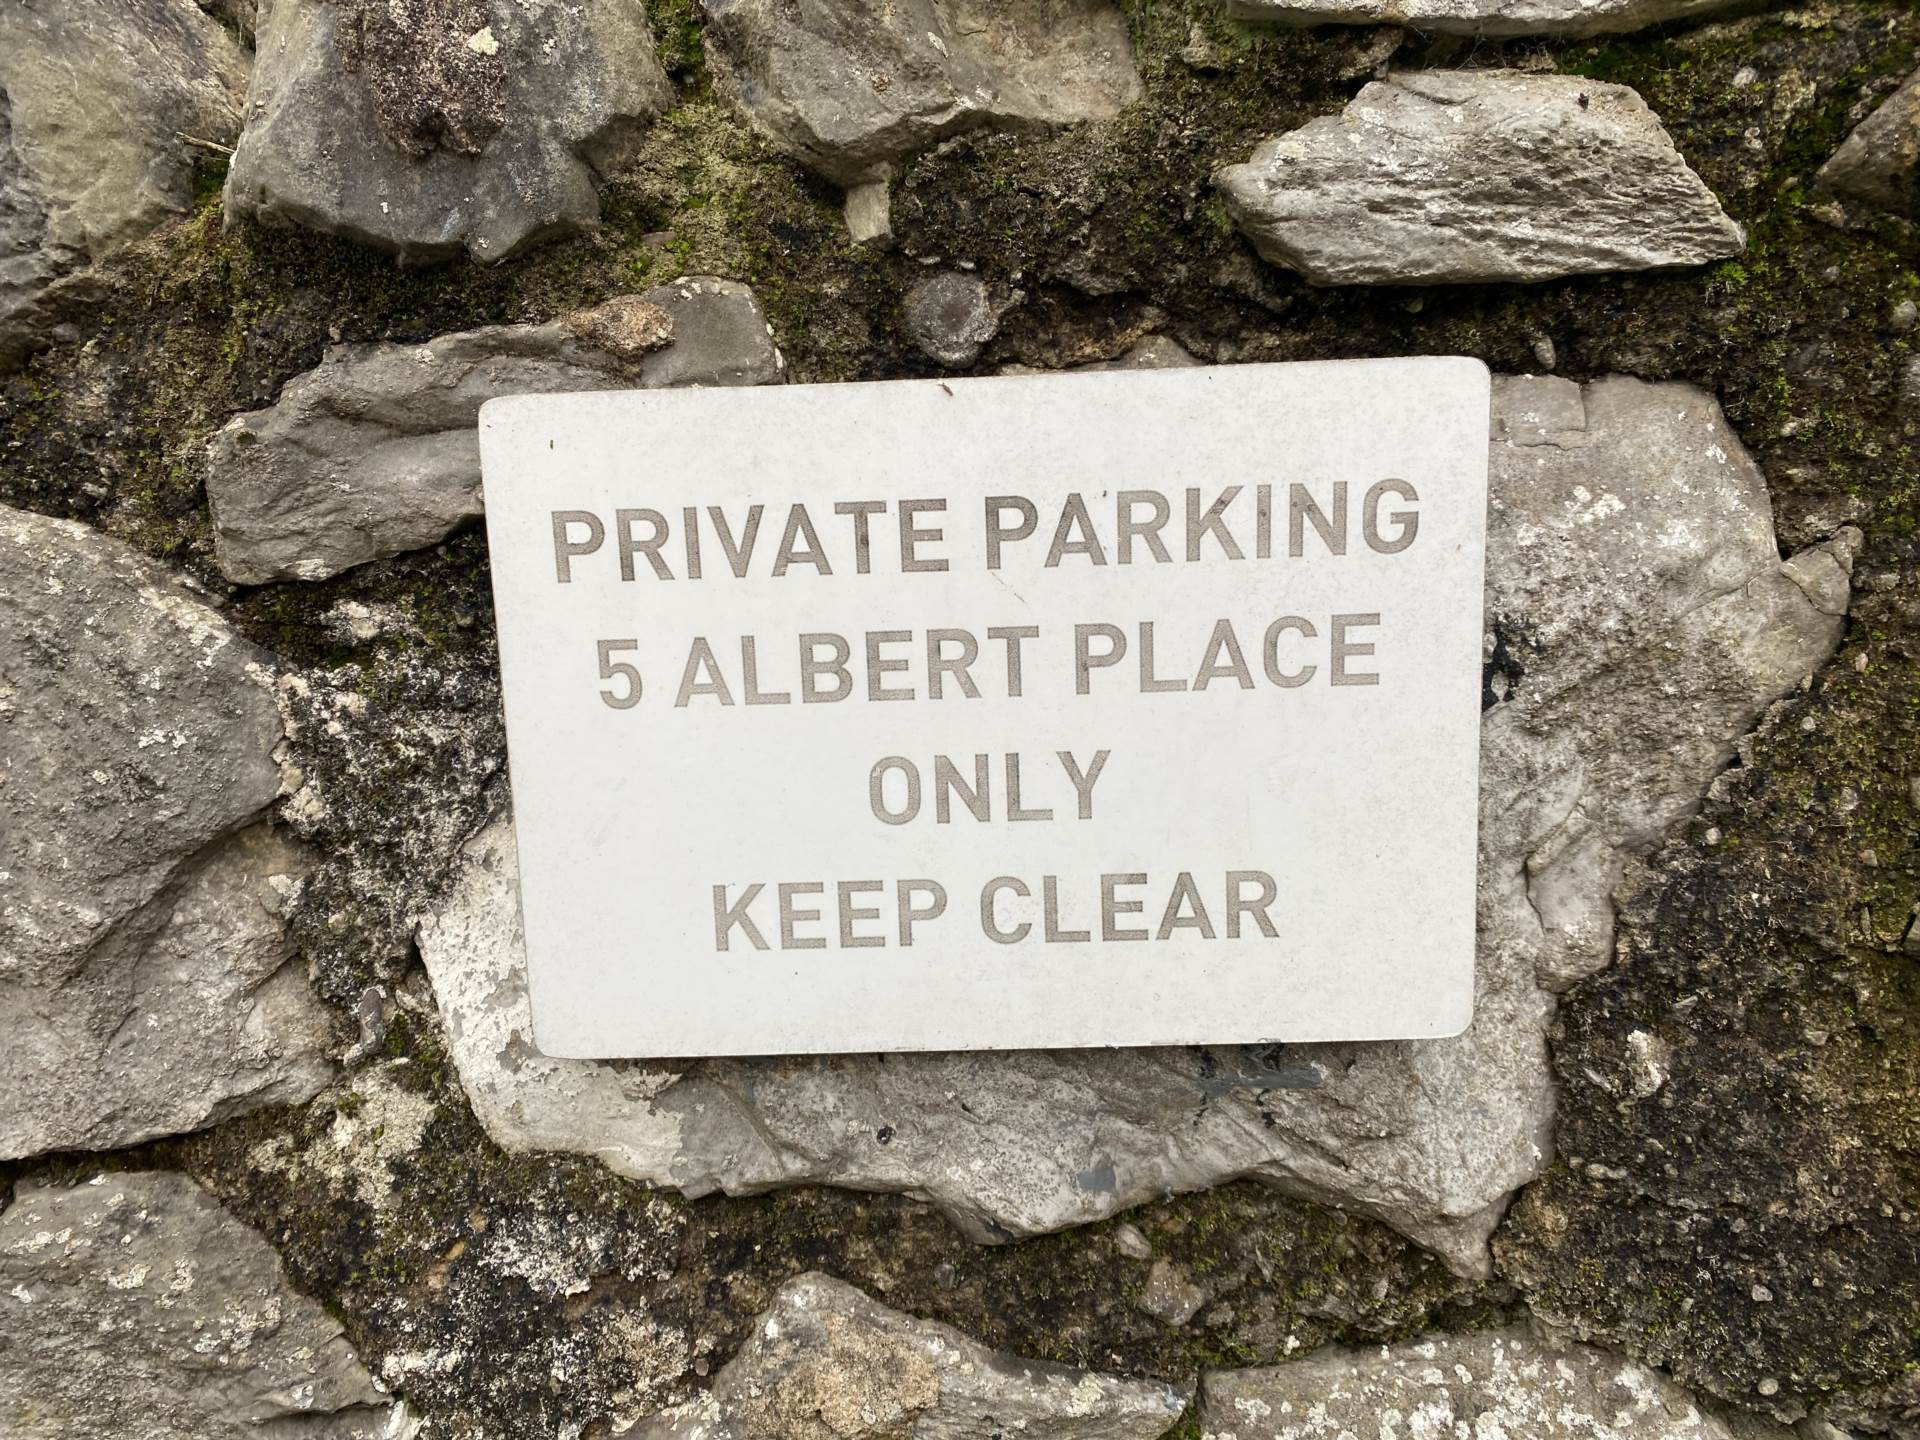 PRIVATE PARKING
5 ALBERT PLACE
ONLY
KEEP CLEAR